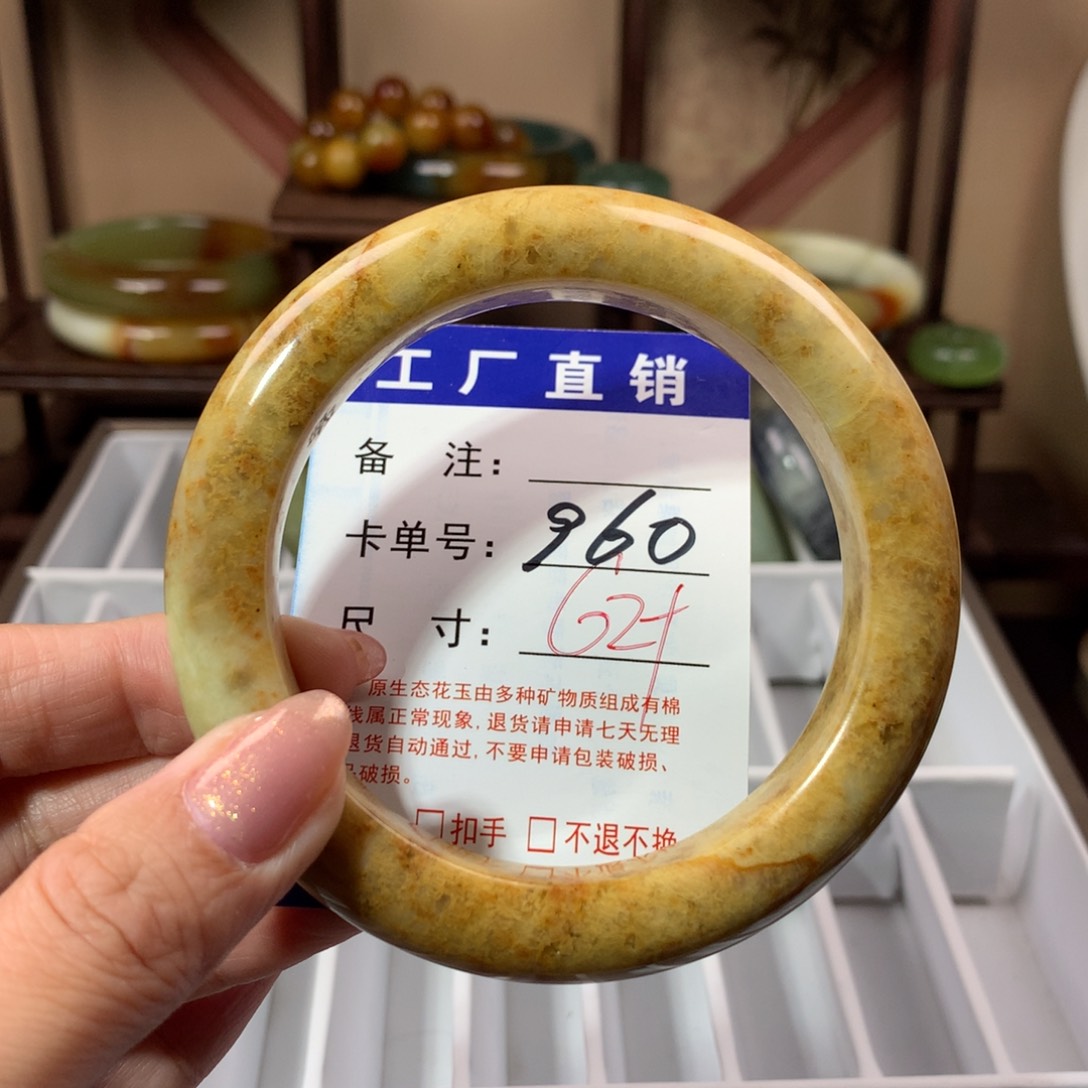 工厂直销
备 注：
卡单号：960
尺 寸：62+
原生态花玉由多种矿物质组成有棉
线属正常现象，退货请申请七天无理
退货自动通过，不要申请包装破损、
破损。
□扣手 □不退不换